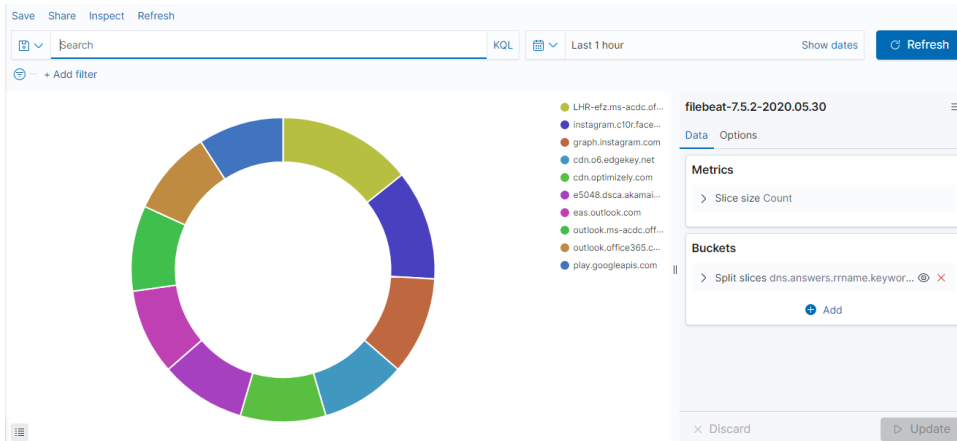 Save Share Inspect Refresh
Search KQL Last 1 hour Show dates Refresh
+ Add filter
LHR-efz.ms-acdc.of...
instagram.c10r.face...
graph.instagram.com
cdn.o6.edgekey.net
cdn.optimizely.com
e5048.dsca.akamai...
eas.outlook.com
outlook.ms-acdc.off...
outlook.office365.c...
play.googleapis.com
filebeat-7.5.2-2020.05.30
Data Options
Metrics
Slice size Count
Buckets
Split slices dns.answers.rrname.keywor...
Add
Discard Update